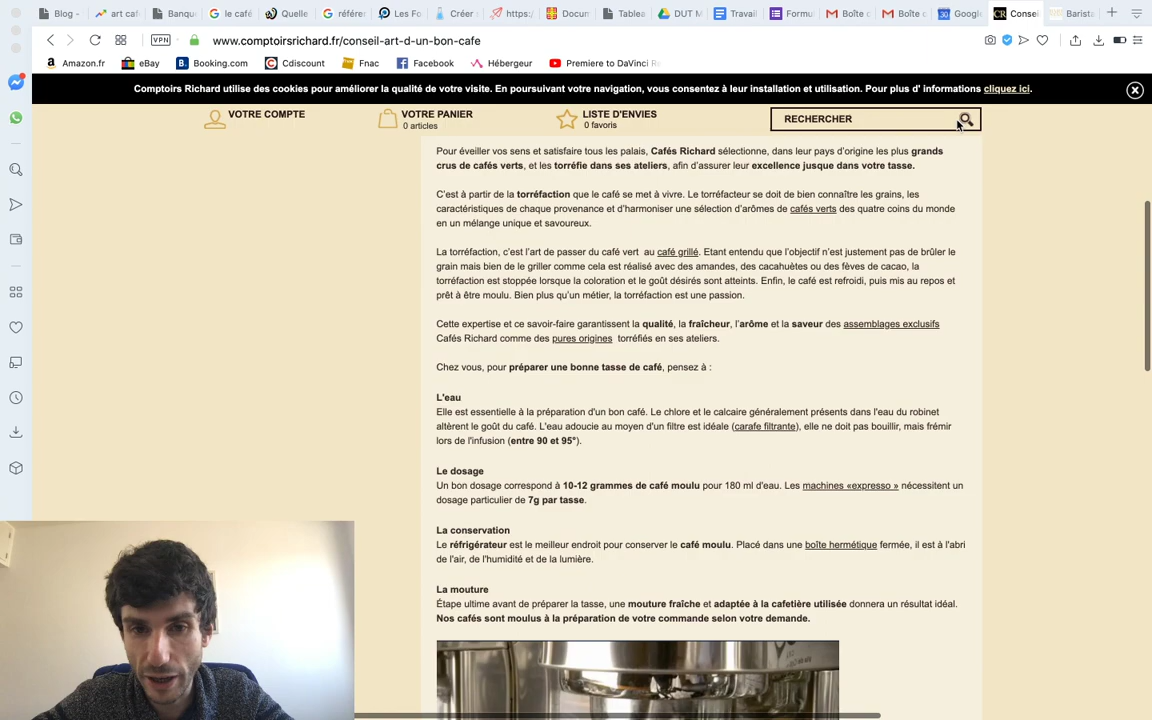 Blog - art caf Banqu le café Quelle référe Les Fo Créer https: Docum Tablea DUT M Travai Formu Boîte c Boîte c Googl Consei Barista
VPN www.comptoirsrichard.fr/conseil-art-d-un-bon-cafe
Amazon.fr eBay Booking.com Cdiscount Fnac Facebook Hébergeur Premiere to DaVinci Re
Comptoirs Richard utilise des cookies pour améliorer la qualité de votre visite. En poursuivant votre navigation, vous consentez à leur installation et utilisation. Pour plus d' informations cliquez ici.
VOTRE COMPTE VOTRE PANIER LISTE D'ENVIES RECHERCHER
0 articles 0 favoris
Pour éveiller vos sens et satisfaire tous les palais, Cafés Richard sélectionne, dans leur pays d'origine les plus grands
crus de cafés verts, et les torréfie dans ses ateliers, afin d'assurer leur excellence jusque dans votre tasse.
C'est à partir de la torréfaction que le café se met à vivre. Le torréfacteur se doit de bien connaître les grains, les
caractéristiques de chaque provenance et d'harmoniser une sélection d'arômes de cafés verts des quatre coins du monde
en un mélange unique et savoureux.
La torréfaction, c'est l'art de passer du café vert au café grillé. Etant entendu que l'objectif n'est justement pas de brûler le
grain mais bien de le griller comme cela est réalisé avec des amandes, des cacahuètes ou des fèves de cacao, la
torréfaction est stoppée lorsque la coloration et le goût désirés sont atteints. Enfin, le café est refroidi, puis mis au repos et
prêt à être moulu. Bien plus qu'un métier, la torréfaction est une passion.
Cette expertise et ce savoir-faire garantissent la qualité, la fraîcheur, l'arôme et la saveur des assemblages exclusifs
Cafés Richard comme des pures origines torréfiés en ses ateliers.
Chez vous, pour préparer une bonne tasse de café, pensez à :
L'eau
Elle est essentielle à la préparation d'un bon café. Le chlore et le calcaire généralement présents dans l'eau du robinet
altèrent le goût du café. L'eau adoucie au moyen d'un filtre est idéale (carafe filtrante), elle ne doit pas bouillir, mais frémir
lors de l'infusion (entre 90 et 95°).
Le dosage
Un bon dosage correspond à 10-12 grammes de café moulu pour 180 ml d'eau. Les machines «expresso » nécessitent un
dosage particulier de 7g par tasse.
La conservation
Le réfrigérateur est le meilleur endroit pour conserver le café moulu. Placé dans une boîte hermétique fermée, il est à l'abri
de l'air, de l'humidité et de la lumière.
La mouture
Étape ultime avant de préparer la tasse, une mouture fraîche et adaptée à la cafetière utilisée donnera un résultat idéal.
Nos cafés sont moulus à la préparation de votre commande selon votre demande.